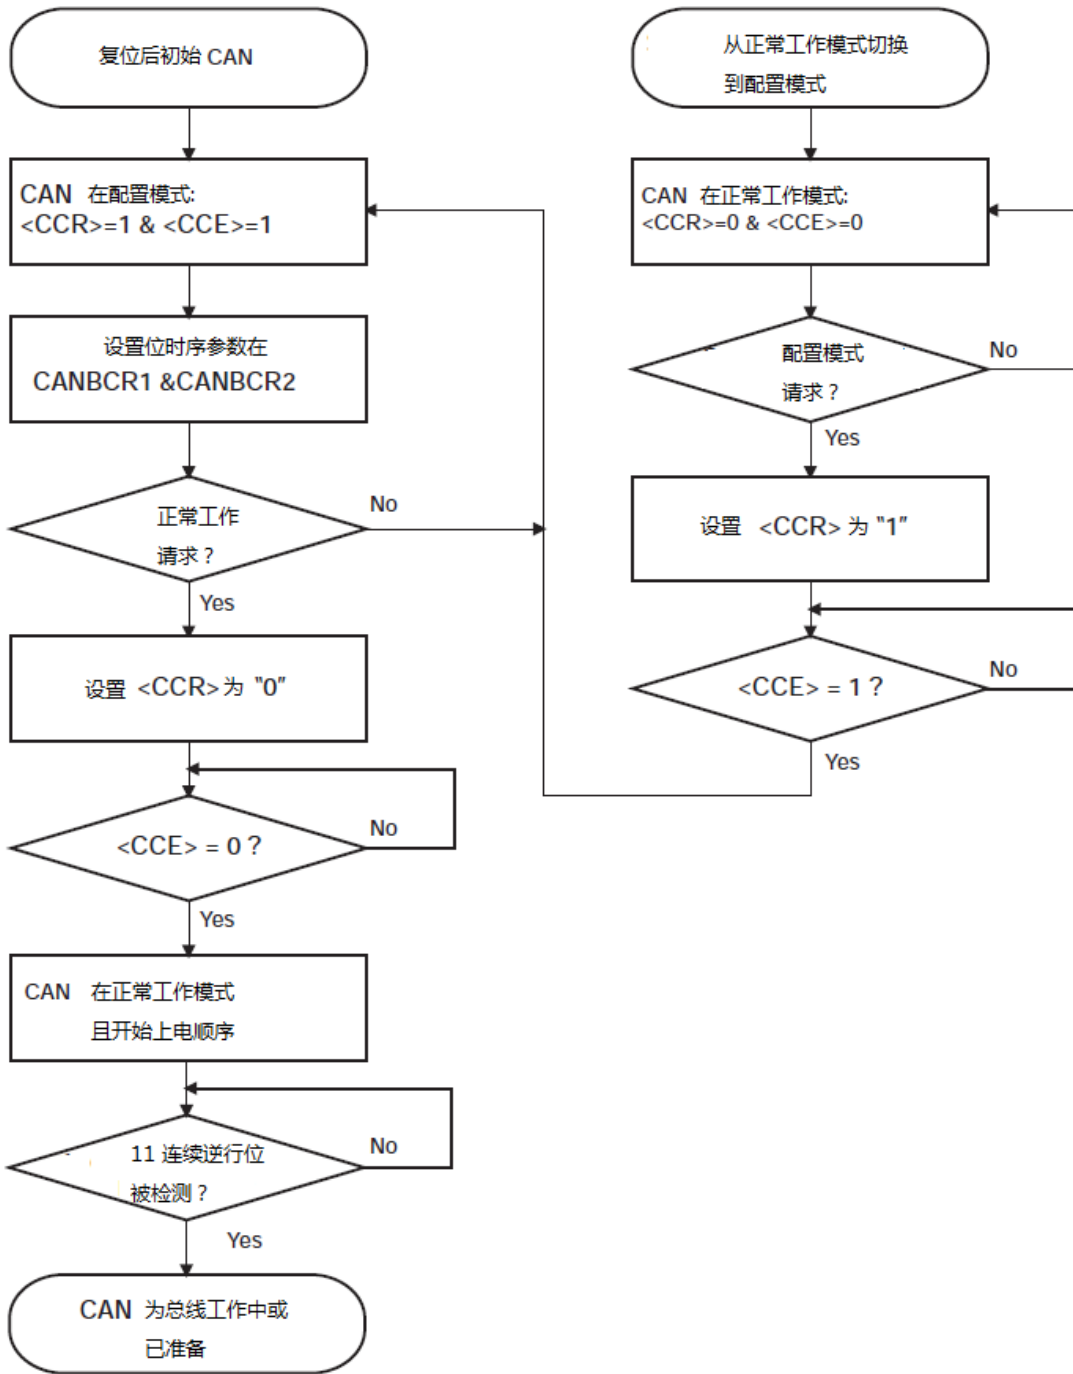 复位后初始 CAN
CAN 在配置模式:
<CCR>=1 & <CCE>=1
设置位时序参数在
CANBCR1 &CANBCR2
正常工作
请求？
No
Yes
设置 <CCR>为 “0”
<CCE> = 0？
No
Yes
CAN 在正常工作模式
且开始上电顺序
11 连续逆行位
被检测？
No
Yes
CAN 为总线工作中或
已准备
从正常工作模式切换
到配置模式
CAN 在正常工作模式:
<CCR>=0 & <CCE>=0
配置模式
请求？
No
Yes
设置 <CCR> 为 “1”
<CCE> = 1？
No
Yes